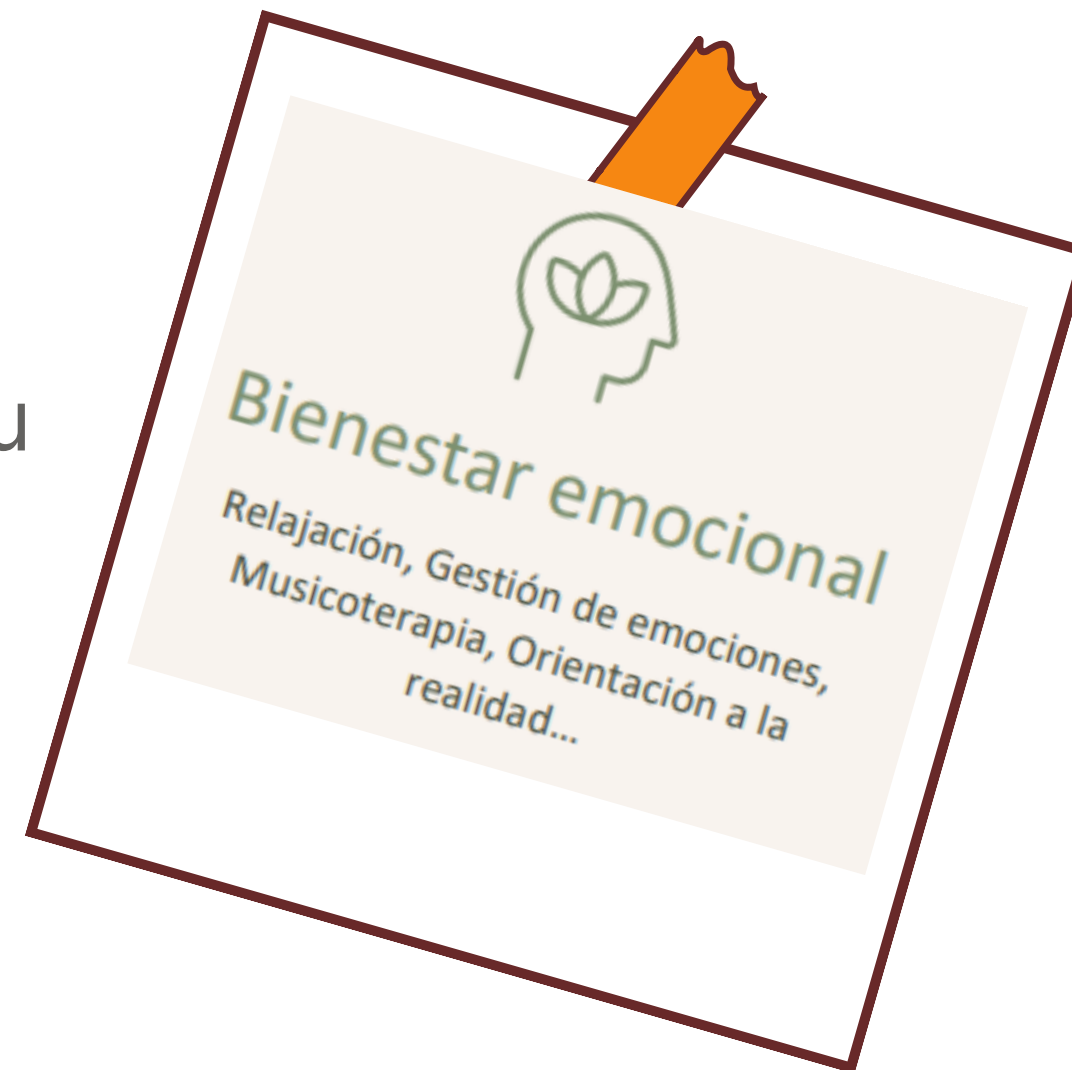 u
Bienestar emocional
Relajación, Gestión de emociones,
Musicoterapia, Orientación a la
realidad...